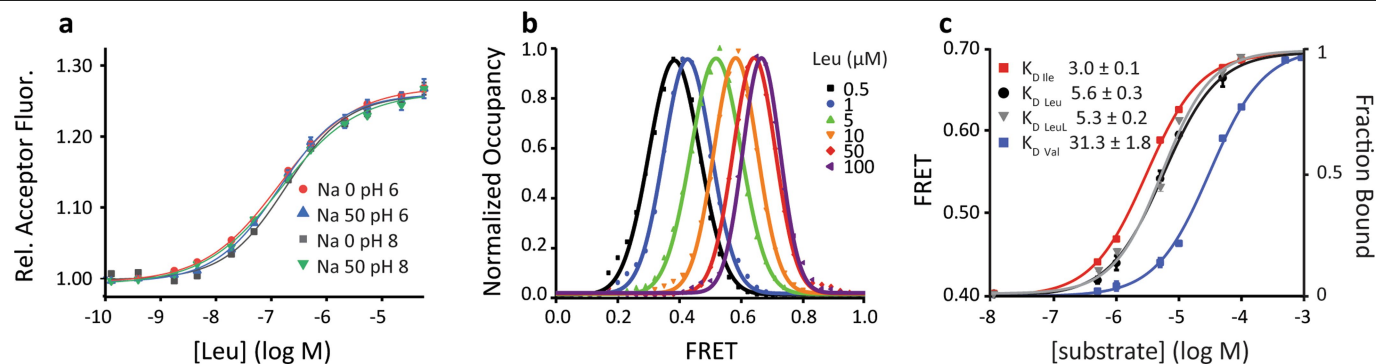 a
Rel. Acceptor Fluor.
1.30
1.20
1.10
1.00
Na 0 pH 6
Na 50 pH 6
Na 0 pH 8
Na 50 pH 8
-10
-9
-8
-7
-6
-5
[Leu] (log M)
b
Normalized Occupancy
1.0
0.8
0.6
0.4
0.2
0.0
Leu (μM)
0.5
1
5
10
50
100
0.0
0.2
0.4
0.6
0.8
1.0
FRET
c
FRET
0.70
0.60
0.50
0.40
K D Ile 3.0 ± 0.1
K D Leu 5.6 ± 0.3
K D LeuL 5.3 ± 0.2
K D Val 31.3 ± 1.8
1
0.5
0
Fraction Bound
-8
-7
-6
-5
-4
-3
[substrate] (log M)